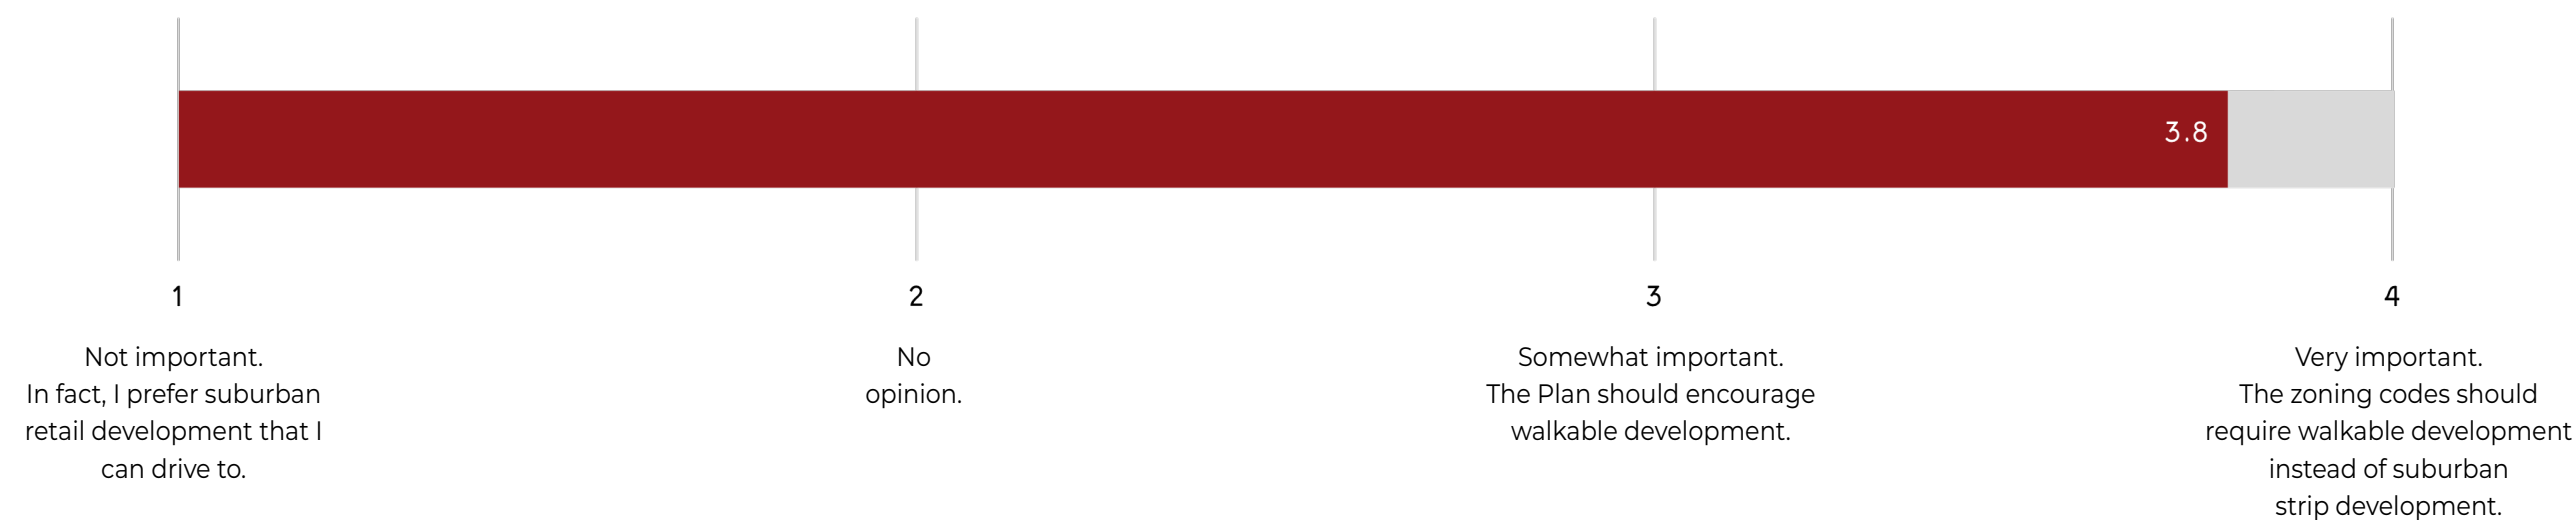 3.8
1
2
3
4
Not important.
In fact, I prefer suburban
retail development that I
can drive to.
No
opinion.
Somewhat important.
The Plan should encourage
walkable development.
Very important.
The zoning codes should
require walkable development
instead of suburban
strip development.